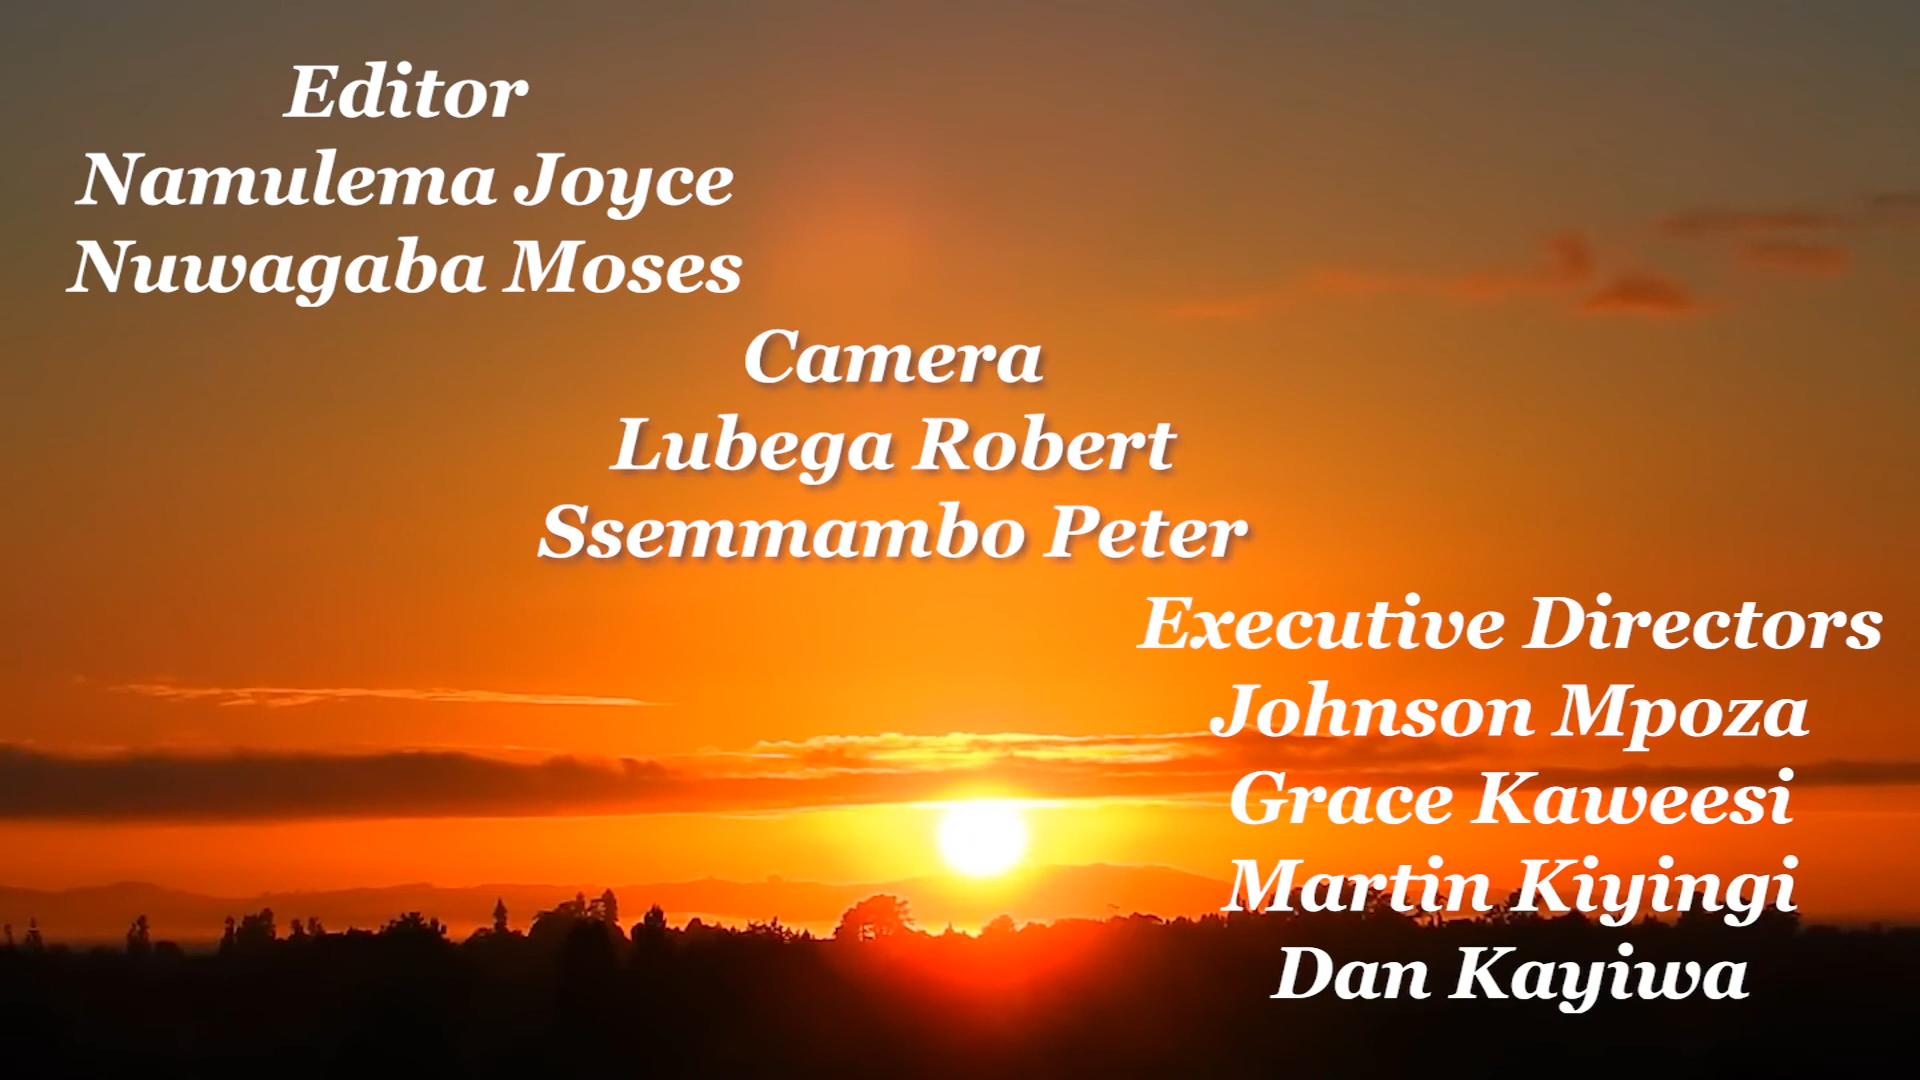 Editor
Namulema Joyce
Nuwagaba Moses
Camera
Lubega Robert
Ssemmambo Peter
Executive Directors
Johnson Mpoza
Grace Kaweesi
Martin Kiyingi
Dan Kayiwa